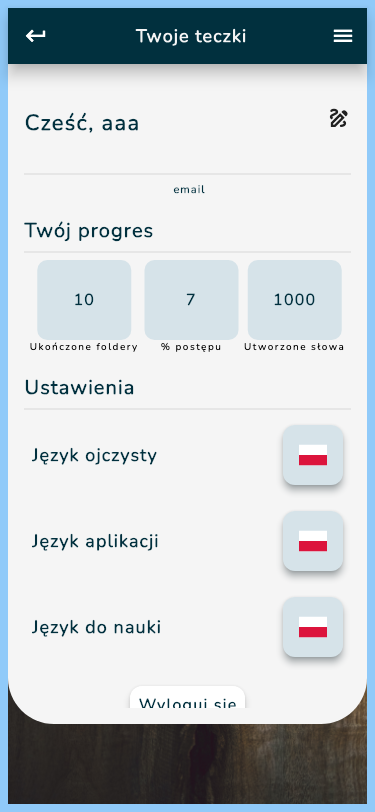 Twoje teczki
Cześć, aaa
email
Twój progres
10
7
1000
Ukończone foldery
% postępu
Utworzone słowa
Ustawienia
Język ojczysty
Język aplikacji
Język do nauki
Wyloguj się